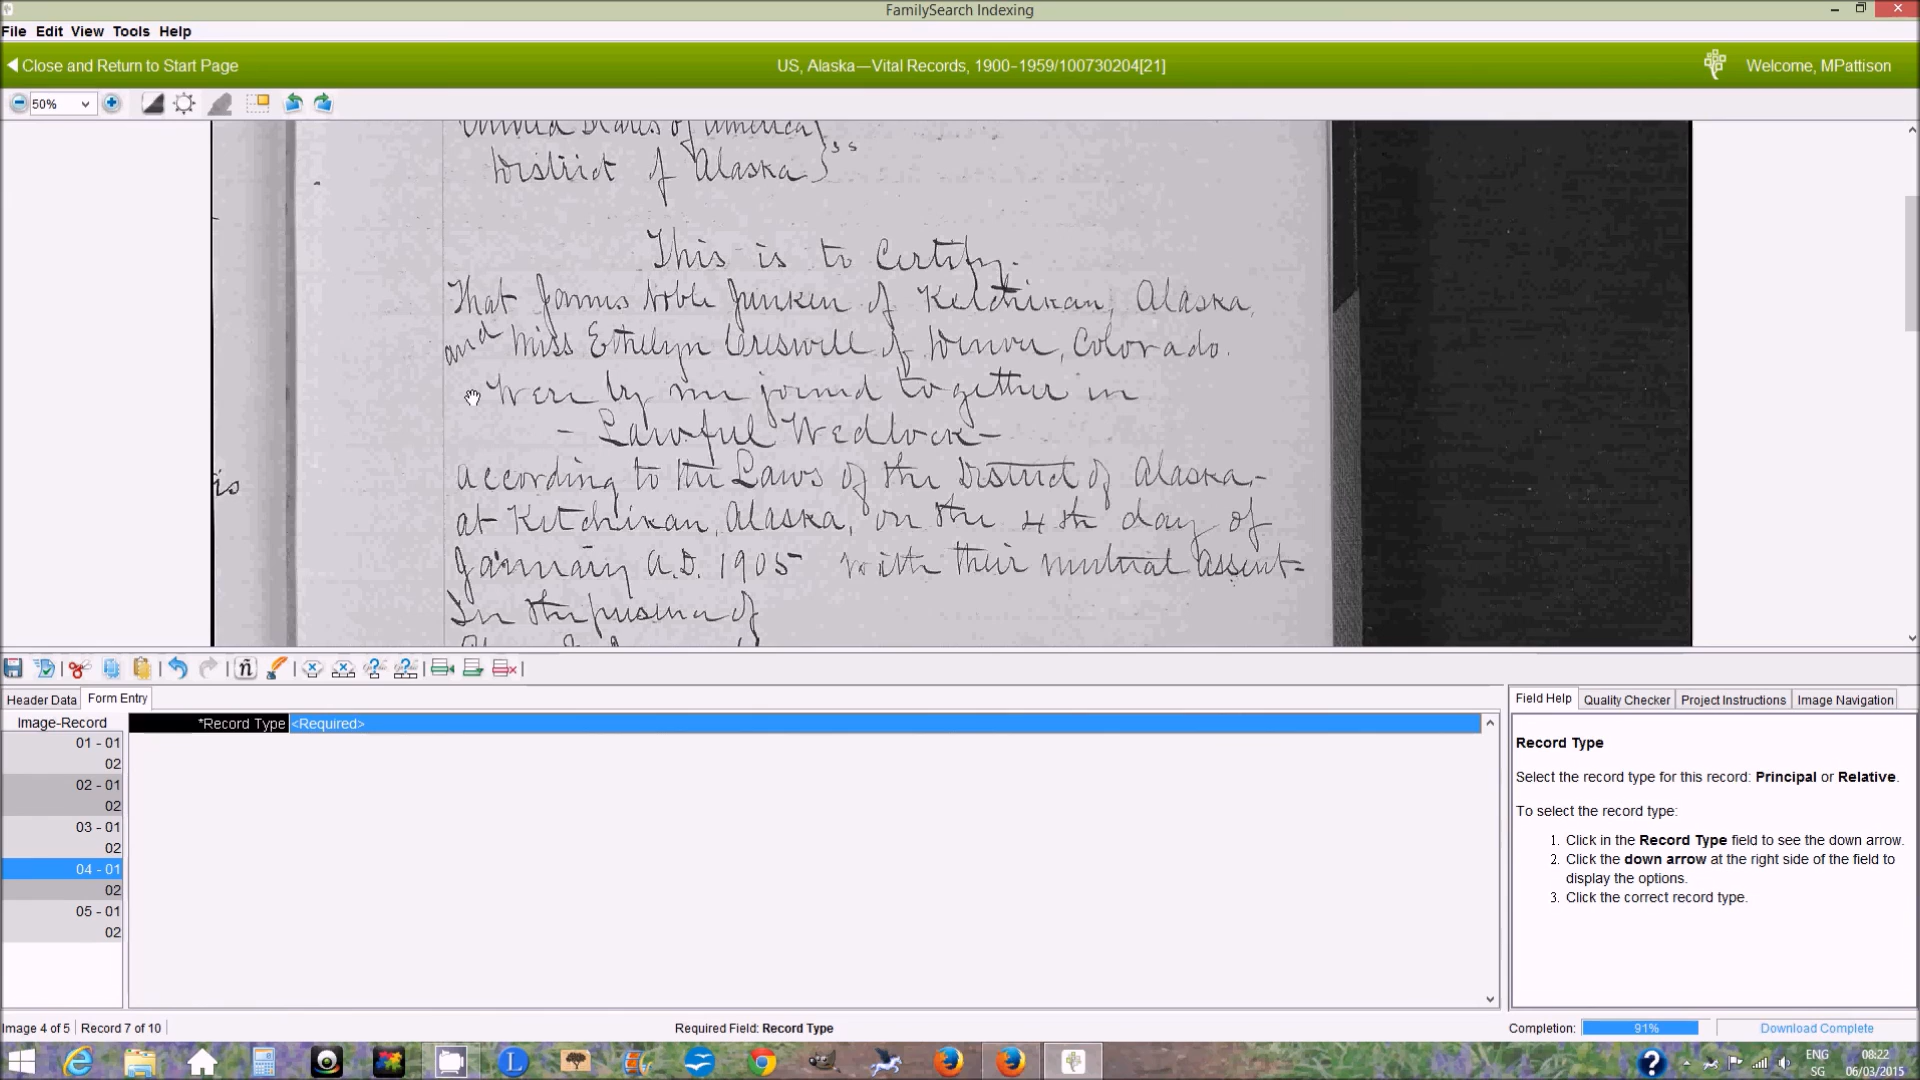 FamilySearch Indexing
File Edit View Tools Help
Close and Return to Start Page
US, Alaska—Vital Records, 1900-1959/100730204[21]
Welcome, MPattison
50%
United States of America}
District of Alaska} ss
This is to Certify.
That James Noble Junken of Ketchikan, Alaska,
and Miss Ethelyn Creswell of Denver, Colorado.
Were by me joined together in
- Lawful Wedlock -
is
according to the Laws of the District of Alaska-
at Ketchikan, Alaska, on the 4th day of
January A.D. 1905 with their mutual assent-
In the presence of
Header Data Form Entry
Field Help Quality Checker Project Instructions Image Navigation
Image-Record
*Record Type <Required>
01 - 01
02
02 - 01
02
03 - 01
02
04 - 01
02
05 - 01
02
Record Type
Select the record type for this record: Principal or Relative.
To select the record type:
1. Click in the Record Type field to see the down arrow.
2. Click the down arrow at the right side of the field to
display the options.
3. Click the correct record type.
Image 4 of 5 Record 7 of 10
Required Field: Record Type
Completion: 91% Download Complete
ENG
SG
08:22
06/03/2015